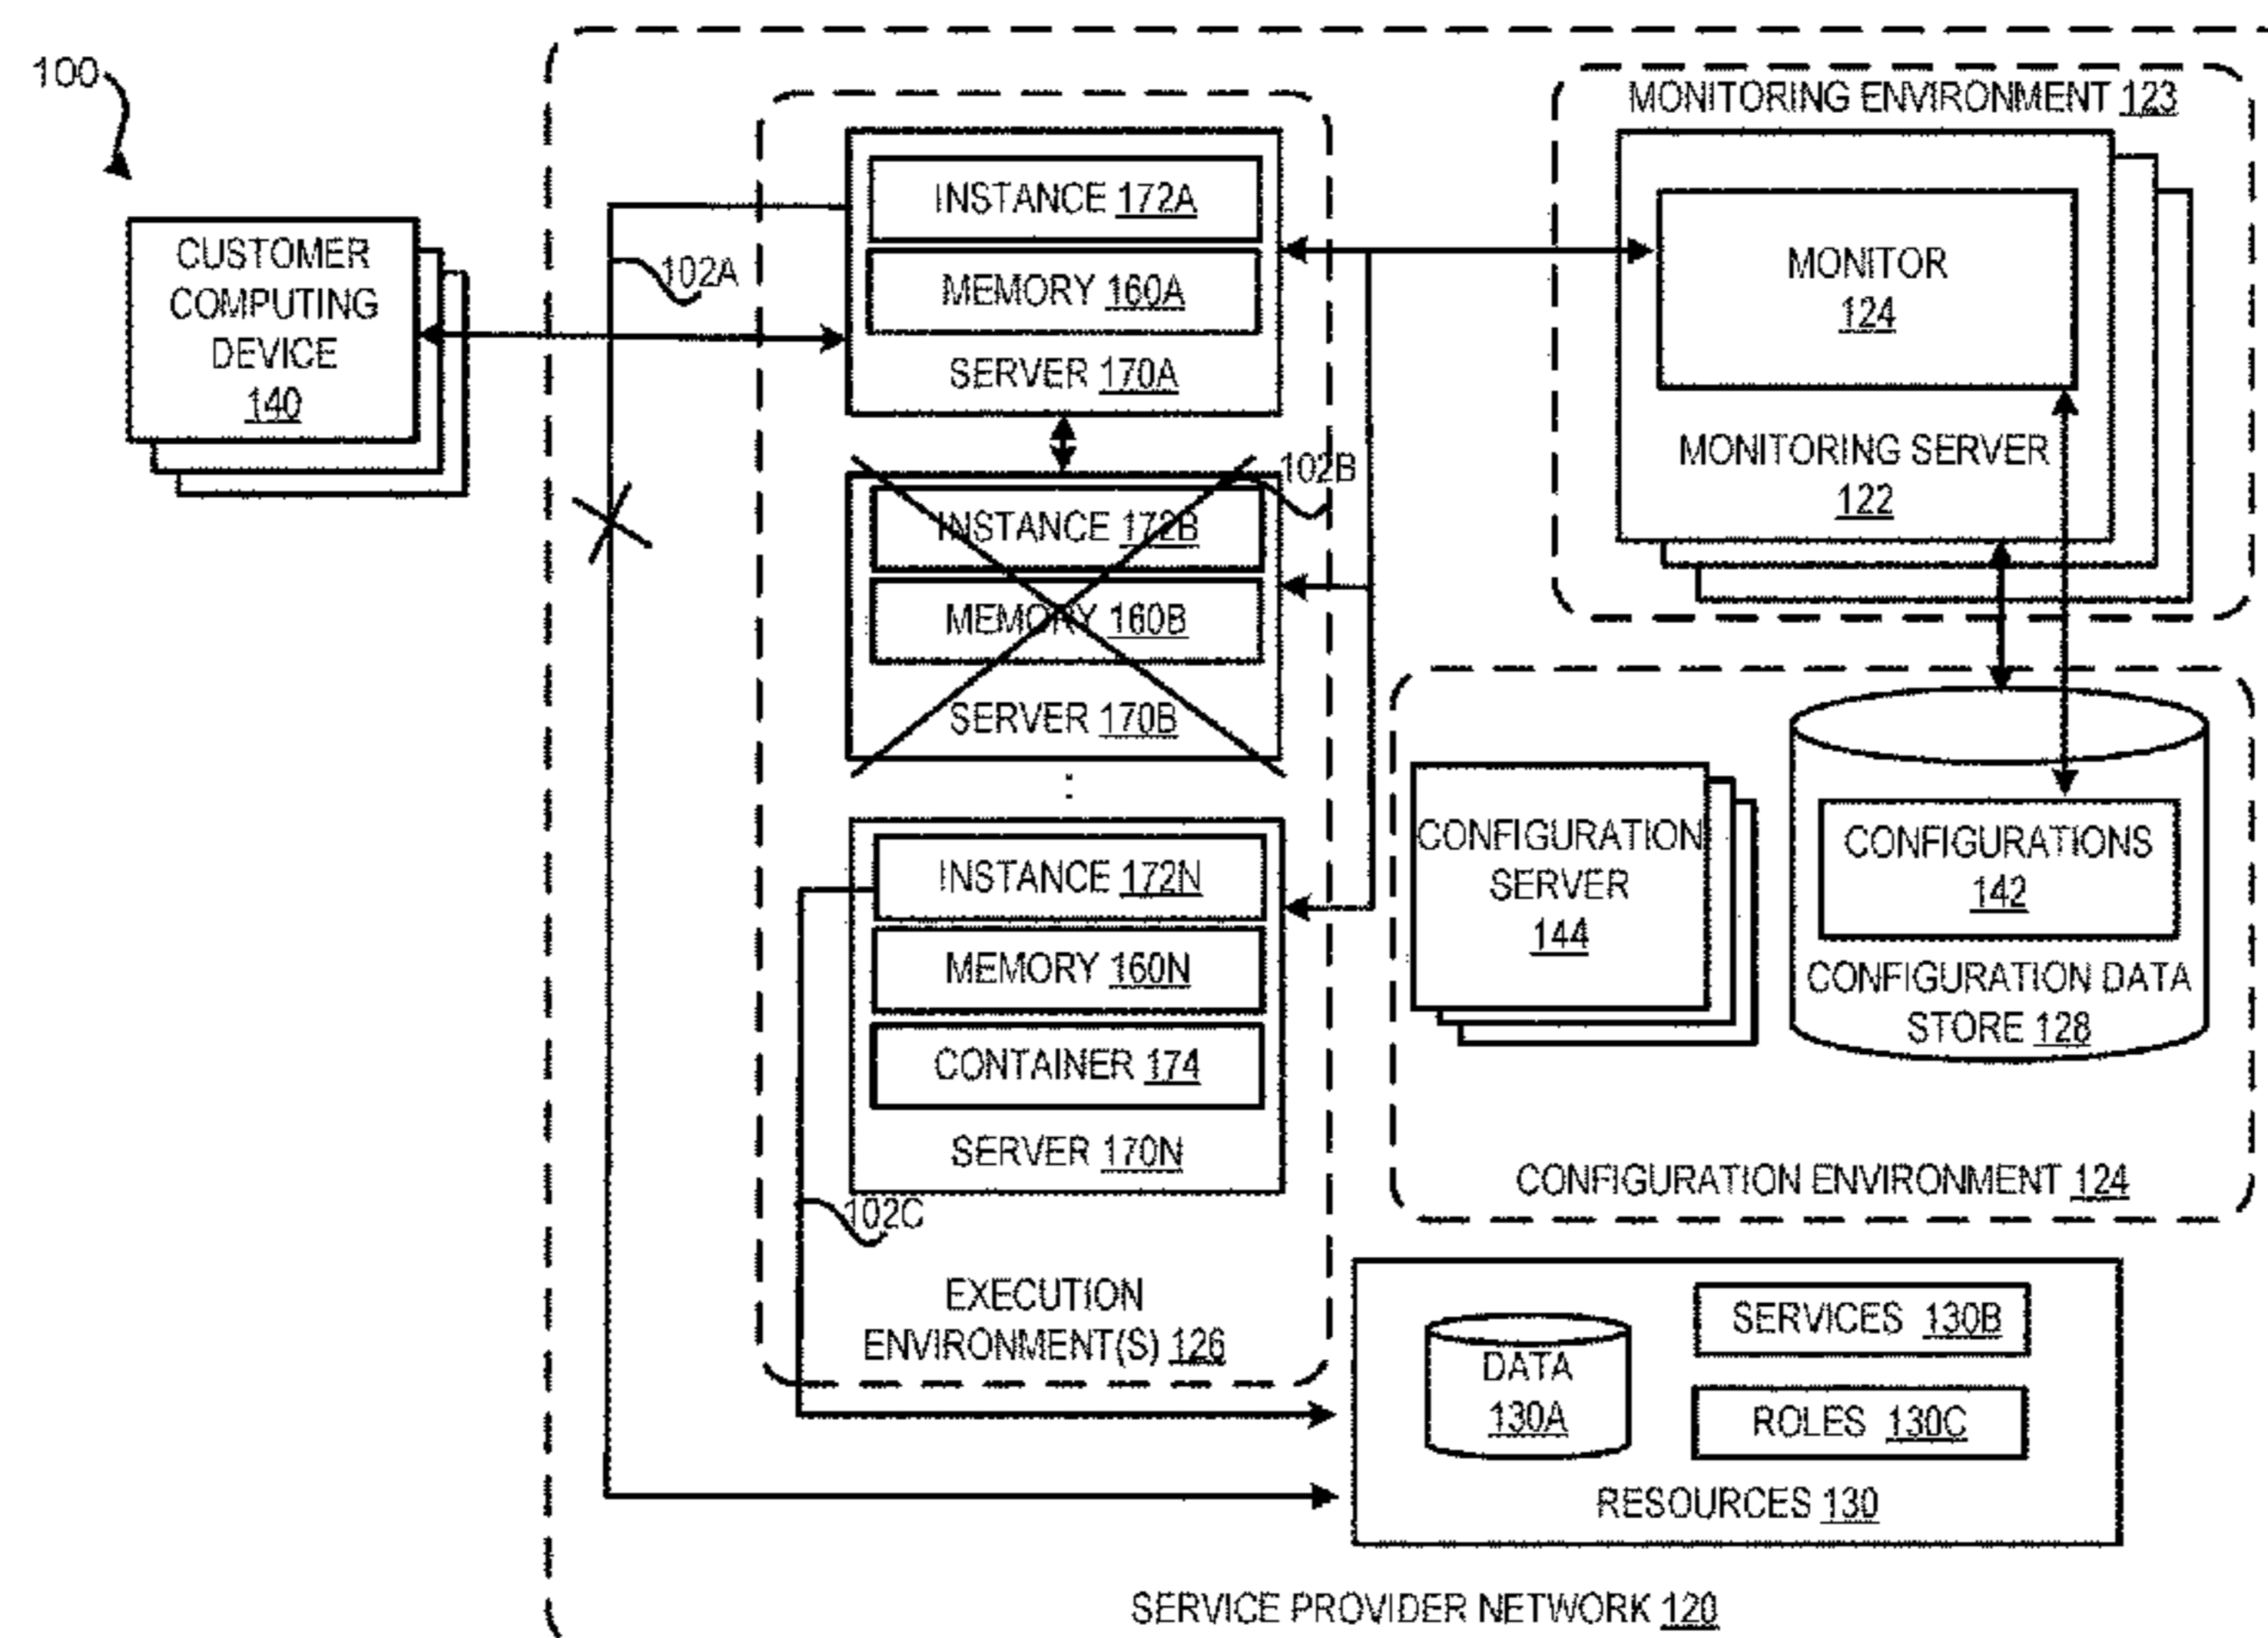 100
CUSTOMER
COMPUTING
DEVICE
140
102A
INSTANCE 172A
MEMORY 160A
SERVER 170A
102B
INSTANCE 172B
MEMORY 160B
SERVER 170B
INSTANCE 172N
MEMORY 160N
CONTAINER 174
SERVER 170N
102C
EXECUTION
ENVIRONMENT(S) 126
MONITORING ENVIRONMENT 123
MONITOR
124
MONITORING SERVER
122
CONFIGURATION
SERVER
144
CONFIGURATIONS
142
CONFIGURATION DATA
STORE 128
CONFIGURATION ENVIRONMENT 124
DATA
130A
SERVICES 130B
ROLES 130C
RESOURCES 130
SERVICE PROVIDER NETWORK 120